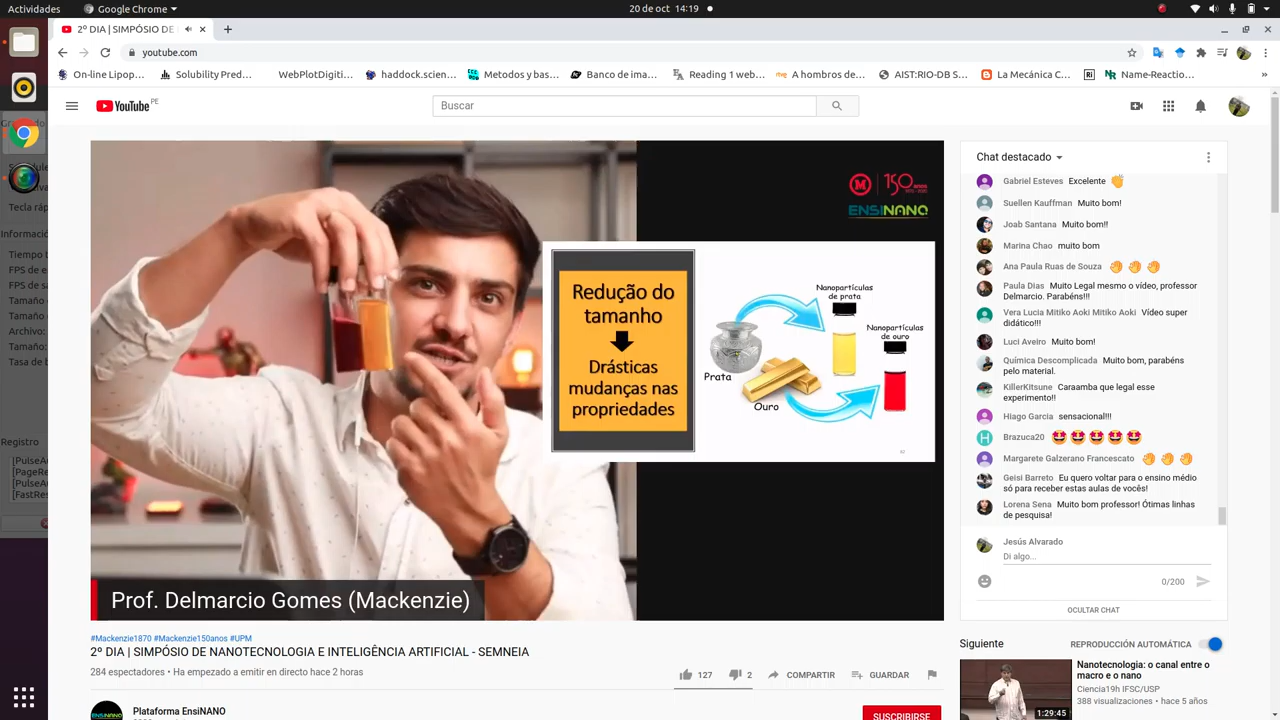 Google Chrome
20 de oct 14:19
2º DIA | SIMPÓSIO DE
youtube.com
On-line Lipop…
Solubility Pred…
WebPlotDigiti…
haddock.scien…
Metodos y bas…
Banco de ima…
Reading 1 web…
A hombros de…
AIST:RIO-DB S…
La Mecánica C…
Name-Reactio…
»
YouTube PE
Buscar
Tecla ráp
Informació
Tiempo
FPS de e
FPS de s
Tamaño
Tamaño
Archivo:
Tamaño
Tasa de b
Registro
[PulseAu
[PageAu
[PulseAu
[Reset
M 150 anos
ENSINANO
Redução do
tamanho
Drásticas
mudanças nas
propriedades
Nanopartículas
de prata
Nanopartículas
de ouro
Prata
Ouro
Prof. Delmarcio Gomes (Mackenzie)
Chat destacado
Gabriel Esteves Excelente 👏
Suellen Kauffman Muito bom!
Joab Santana Muito bom!!
Marina Chao muito bom
Ana Paula Ruas de Souza 👏 👏 👏
Paula Dias Muito Legal mesmo o vídeo, professor
Delmarcio. Parabéns!!!
Vera Lucia Mitiko Aoki Mitiko Aoki Vídeo super
didático!!!
Luci Aveiro Muito bom!
Química Descomplicada Muito bom, parabéns
pelo material.
KillerKitsune Caraamba que legal esse
experimento!!
Hiago Garcia sensacional!!!
Brazuca20 🤩 🤩 🤩 🤩 🤩
Margarete Galzerano Francescato 👏 👏 👏
Geisi Barreto Eu quero voltar para o ensino médio
só para receber estas aulas de vocês!
Lorena Sena Muito bom professor! Ótimas linhas
de pesquisa!
Jesús Alvarado
Di algo...
0/200
OCULTAR CHAT
#Mackenzie1870 #Mackenzie150anos #UPM
2º DIA | SIMPÓSIO DE NANOTECNOLOGIA E INTELIGÊNCIA ARTIFICIAL - SEMNEIA
284 espectadores • Ha empezado a emitir en directo hace 2 horas
127
2
COMPARTIR
GUARDAR
Plataforma EnsiNANO
SUSCRIBIRSE
Siguiente
REPRODUCCIÓN AUTOMÁTICA
Nanotecnologia: o canal entre o
macro e o nano
Ciencia19h IFSC/USP
388 visualizaciones • hace 5 años
1:29:45